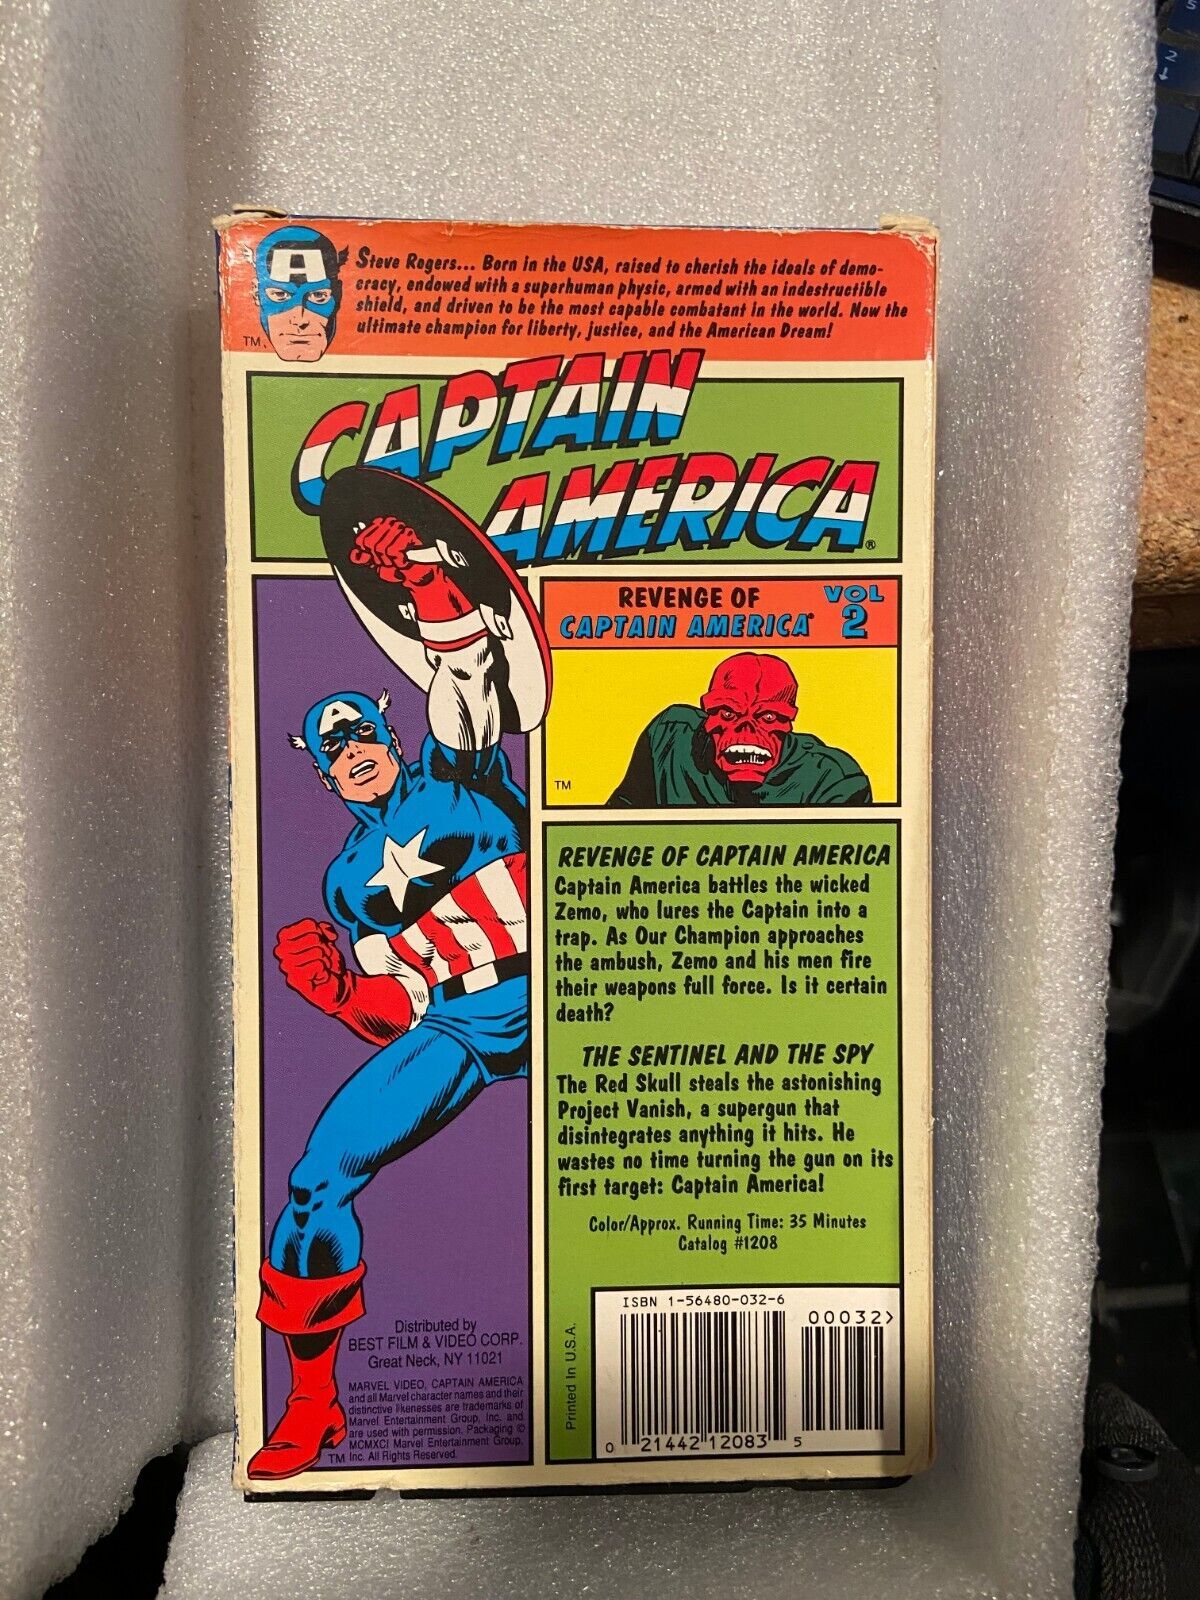 Steve Rogers... Born in the USA, raised to cherish the ideals of demo-
cracy, endowed with a superhuman physic, armed with an indestructible
shield, and driven to be the most capable combatant in the world. Now the
ultimate champion for liberty, justice, and the American Dream!
TM
A
CAPTAIN
AMERICA®
REVENGE OF
CAPTAIN AMERICA®
VOL
2
A
TM
REVENGE OF CAPTAIN AMERICA
Captain America battles the wicked
Zemo, who lures the Captain into a
trap. As Our Champion approaches
the ambush, Zemo and his men fire
their weapons full force. Is it certain
death?
THE SENTINEL AND THE SPY
The Red Skull steals the astonishing
Project Vanish, a supergun that
disintegrates anything it hits. He
wastes no time turning the gun on its
first target: Captain America!
Color/Approx. Running Time: 35 Minutes
Catalog #1208
Distributed by
BEST FILM & VIDEO CORP.
Great Neck, NY 11021
MARVEL VIDEO, CAPTAIN AMERICA
and all Marvel character names and their
distinctive likenesses are trademarks of
Marvel Entertainment Group, Inc. and
are used with permission. Packaging ©
MCMXCI Marvel Entertainment Group,
TM Inc. All Rights Reserved.
Printed In U.S.A.
ISBN 1-56480-032-6
00032>
0 21442 12083 5
5
2
↓